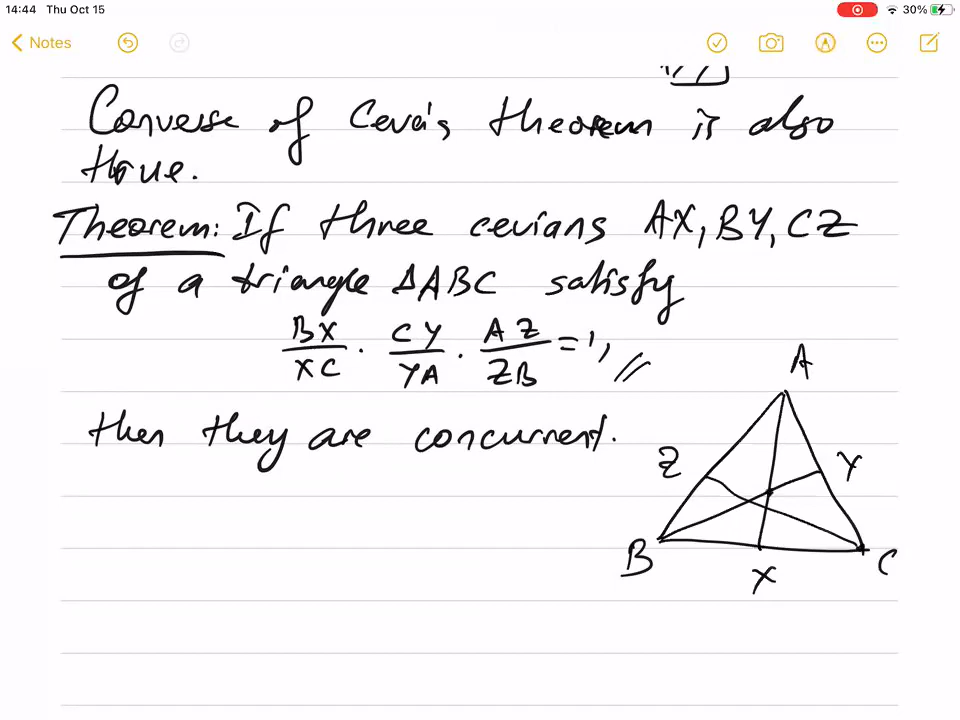 14:44 Thu Oct 15
30%
Notes
Converse of Ceva's theorem is also
true.
Theorem: If three cevians AX, BY, CZ
of a triangle ΔABC satisfy
BX/XC · CY/YA · AZ/ZB = 1,
then they are concurrent.
A
Z
Y
B
X
C